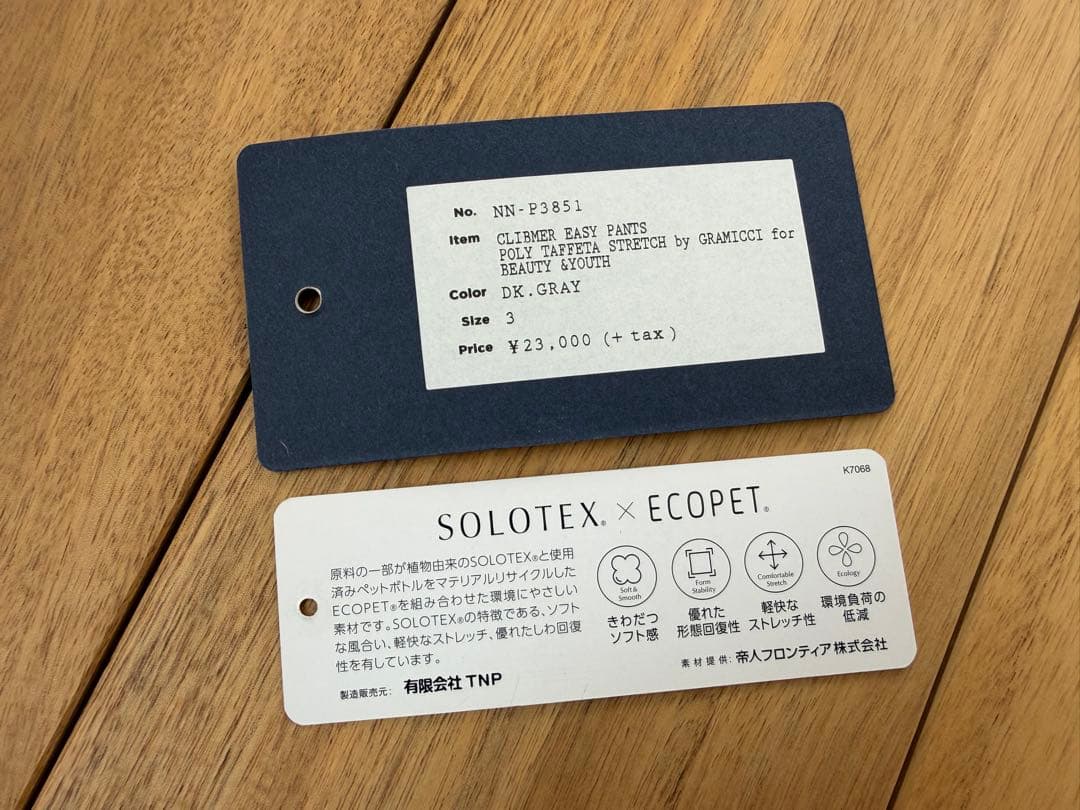 No. NN-P3851
Item CLIBMER EASY PANTS
POLY TAFFETA STRETCH by GRAMICCI for
BEAUTY &YOUTH
Color DK.GRAY
Size 3
Price ¥23,000 (+ tax)
K7068
SOLOTEX® × ECOPET®
原料の一部が植物由来のSOLOTEX®と使用
済みペットボトルをマテリアルリサイクルした
ECOPET®を組み合わせた環境にやさしい
素材です。SOLOTEX®の特徴である、ソフト
な風合い、軽快なストレッチ、優れたしわ回復
性を有しています。
製造販売元: 有限会社 TNP
Soft &
Smooth
きわだつ
ソフト感
Form
Stability
優れた
形態回復性
Comfortable
Stretch
軽快な
ストレッチ性
Ecology
環境負荷の
低減
素材提供: 帝人フロンティア株式会社